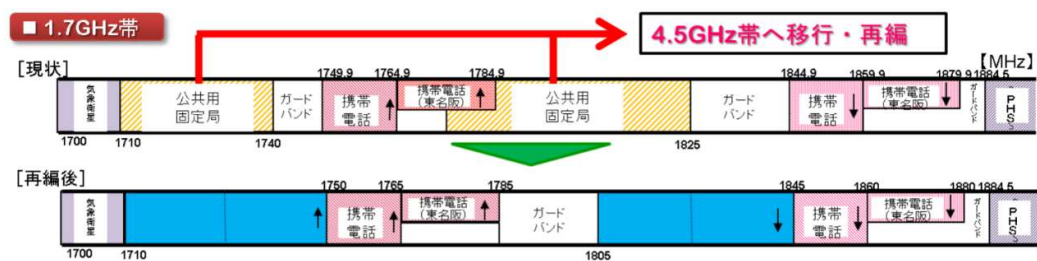 ■ 1.7GHz帯
4.5GHz帯へ移行・再編
[現状]
【MHz】
1749.9 1764.9 1784.9 1844.9 1859.9 1879.9 1884.5
気象衛星
公共用
固定局
ガード
バンド
携帯
電話
携帯電話
(東名阪)
公共用
固定局
ガード
バンド
携帯
電話
携帯電話
(東名阪)
ガードバンド
PHS
1700 1710 1740 1825
[再編後]
1750 1765 1785 1845 1860 1880 1884.5
気象衛星
携帯
電話
携帯電話
(東名阪)
ガード
バンド
携帯
電話
携帯電話
(東名阪)
ガードバンド
PHS
1700 1710 1805